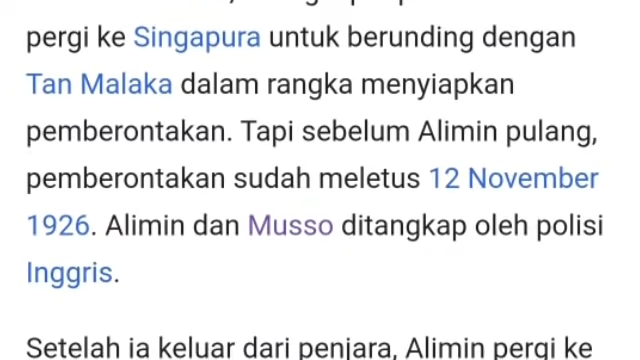 pergi ke Singapura untuk berunding dengan
Tan Malaka dalam rangka menyiapkan
pemberontakan. Tapi sebelum Alimin pulang,
pemberontakan sudah meletus 12 November
1926. Alimin dan Musso ditangkap oleh polisi
Inggris.
Setelah ia keluar dari penjara, Alimin pergi ke